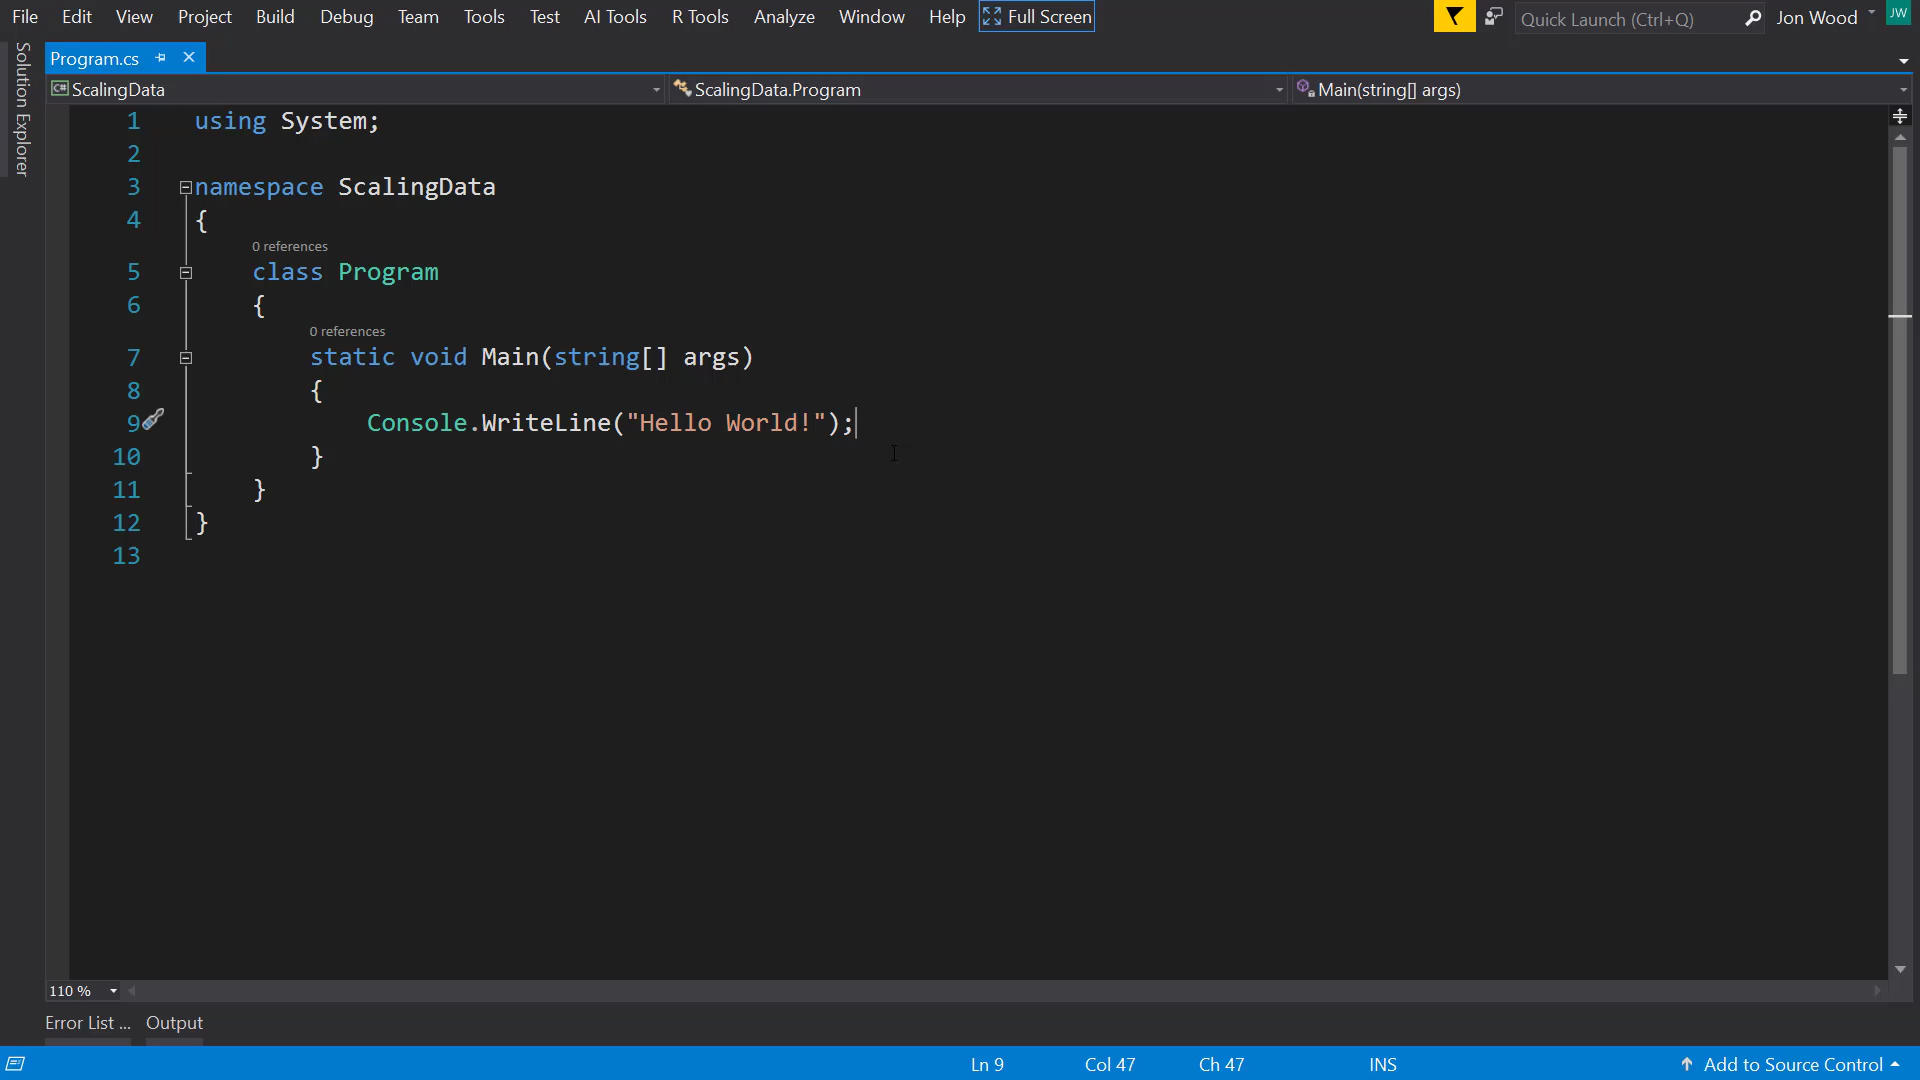 File Edit View Project Build Debug Team Tools Test AI Tools R Tools Analyze Window Help Full Screen Quick Launch (Ctrl+Q) Jon Wood JW
Solution Explorer
Program.cs
C# ScalingData ScalingData.Program Main(string[] args)
1 using System;
2
3 namespace ScalingData
4 {
0 references
5 class Program
6 {
0 references
7 static void Main(string[] args)
8 {
9 Console.WriteLine("Hello World!");
10 }
11 }
12 }
13
110 %
Error List ... Output
Ln 9 Col 47 Ch 47 INS Add to Source Control